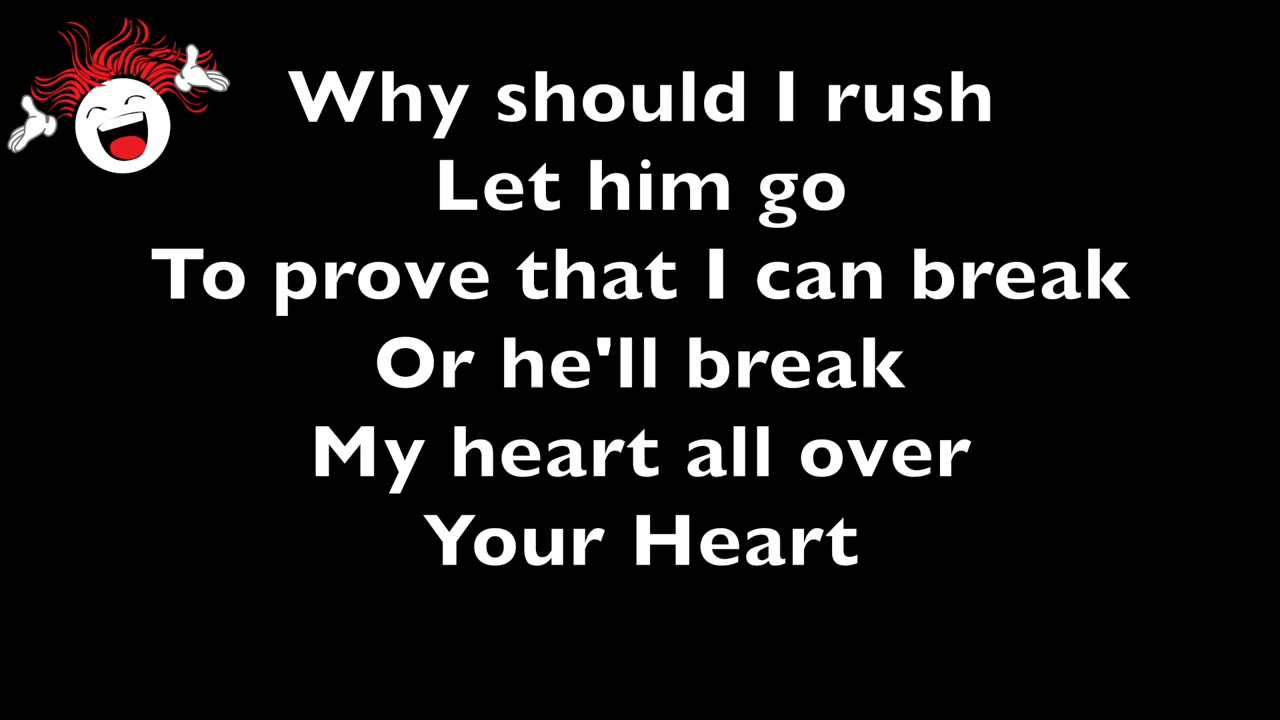 Why should I rush
Let him go
To prove that I can break
Or he'll break
My heart all over
Your Heart